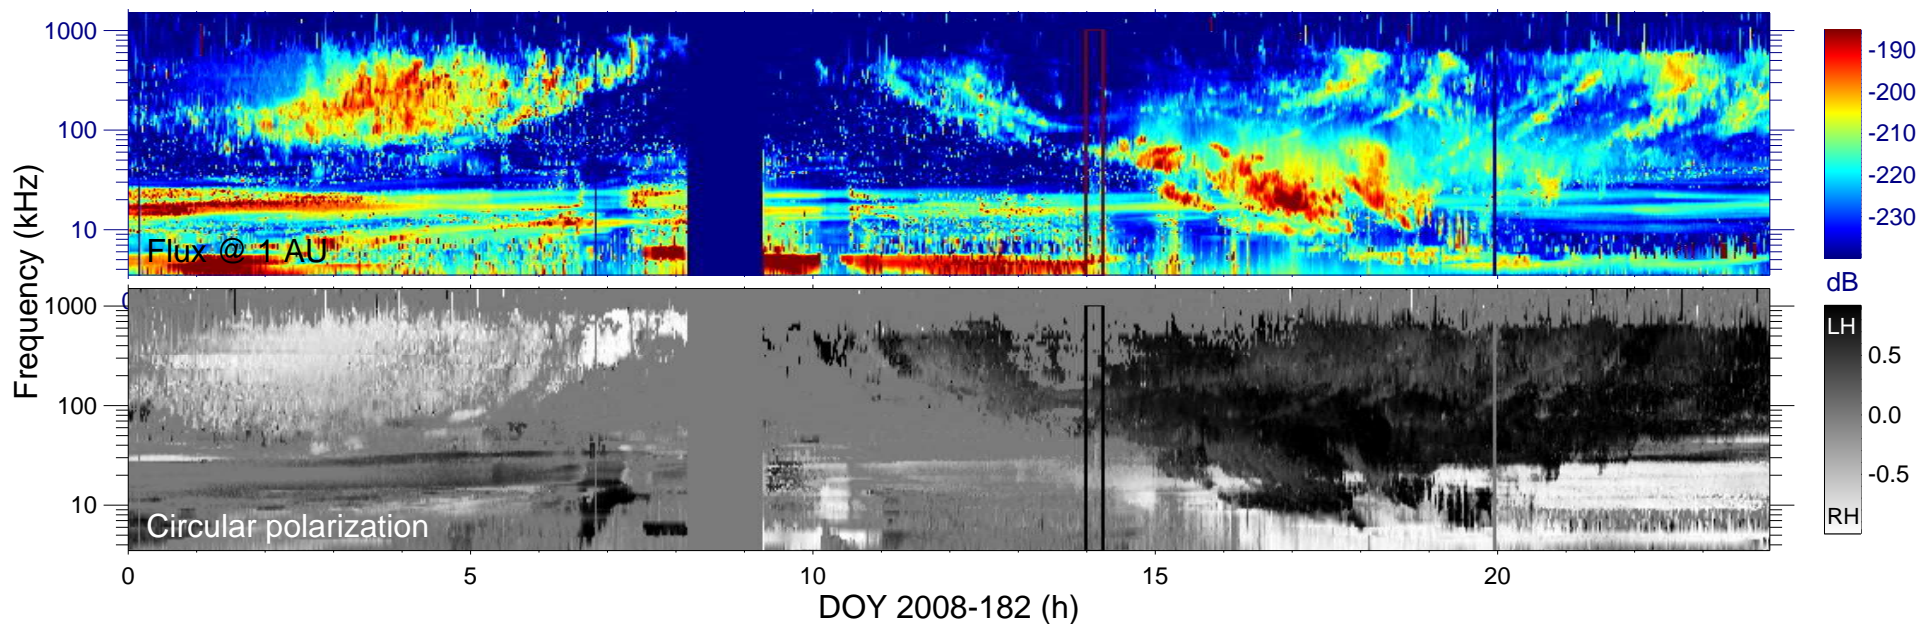 1000
100
10
Flux @ 1 AU
-190
-200
-210
-220
-230
dB
Frequency (kHz)
0
1000
100
10
Circular polarization
LH
0.5
0.0
-0.5
RH
0 5 10 15 20
DOY 2008-182 (h)